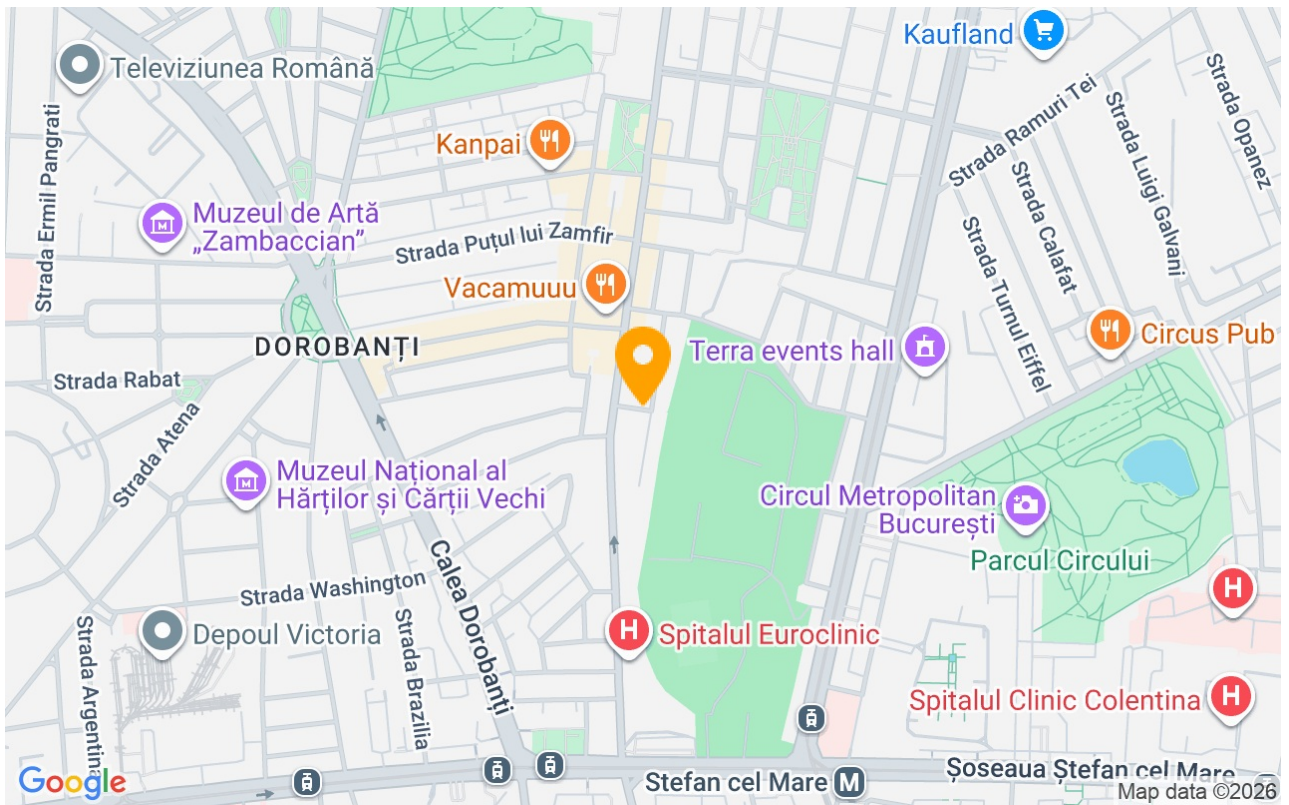 Kaufland
Televiziunea Română
Strada Ermil Pangrati
Kanpai
Strada Ramuri Tei
Strada Luigi Galvani
Strada Opanez
Strada Calafat
Muzeul de Artă
„Zambaccian”
Strada Puțul lui Zamfir
Strada Turnul Eiffel
Vacamuuu
DOROBANȚI
Terra events hall
Circus Pub
Strada Rabat
Strada Atena
Muzeul Național al
Hărților și Cărții Vechi
Circul Metropolitan
București
Parcul Circului
Calea Dorobanți
Strada Washington
H
Depoul Victoria
Strada Brazilia
Strada Argentina
H
Spitalul Euroclinic
Spitalul Clinic Colentina
H
Stefan cel Mare
M
Șoseaua Ștefan cel Mare
Google
Map data ©2026